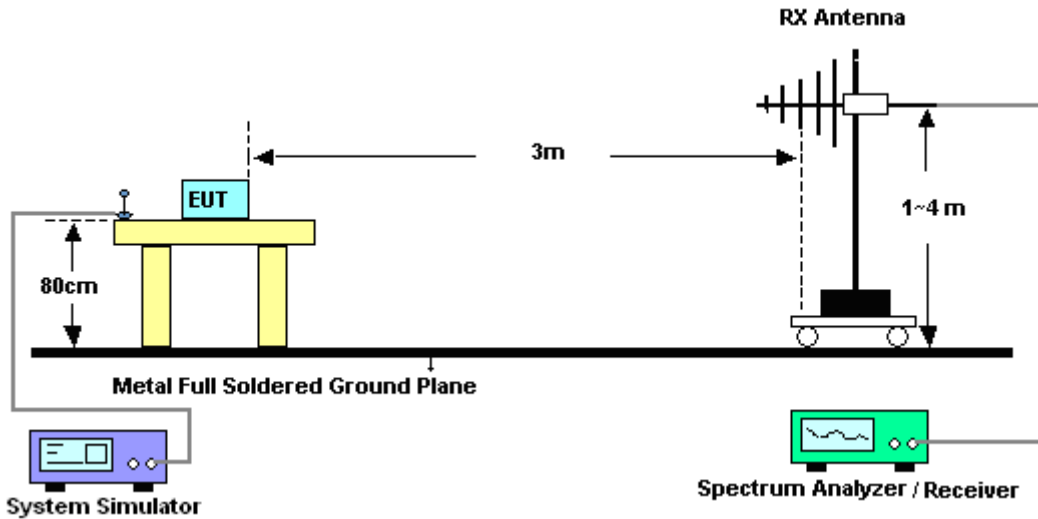 RX Antenna
3m
EUT
1~4 m
80cm
Metal Full Soldered Ground Plane
System Simulator
Spectrum Analyzer / Receiver